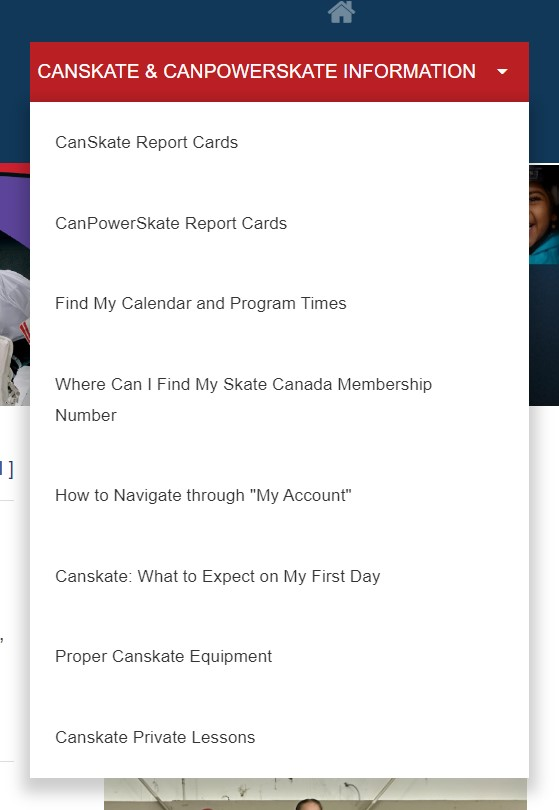 CANSKATE & CANPOWERSKATE INFORMATION
CanSkate Report Cards
CanPowerSkate Report Cards
Find My Calendar and Program Times
Where Can I Find My Skate Canada Membership
Number
How to Navigate through "My Account"
]
Canskate: What to Expect on My First Day
,
Proper Canskate Equipment
Canskate Private Lessons